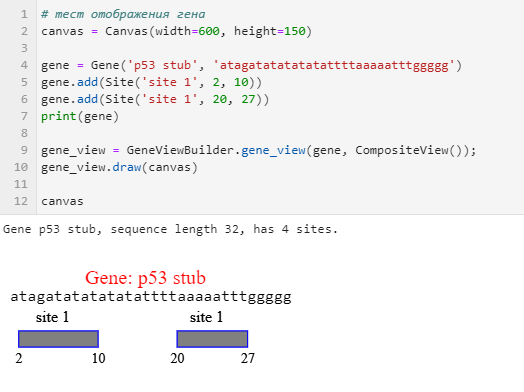 1 # тест отображения гена
2 canvas = Canvas(width=600, height=150)
3
4 gene = Gene('p53 stub', 'atagatatatatatattttaaaaatttggggg')
5 gene.add(Site('site 1', 2, 10))
6 gene.add(Site('site 1', 20, 27))
7 print(gene)
8
9 gene_view = GeneViewBuilder.gene_view(gene, CompositeView());
10 gene_view.draw(canvas)
11
12 canvas
Gene p53 stub, sequence length 32, has 4 sites.
Gene: p53 stub
atagatatatatatattttaaaaatttggggg
site 1 site 1
2 10 20 27